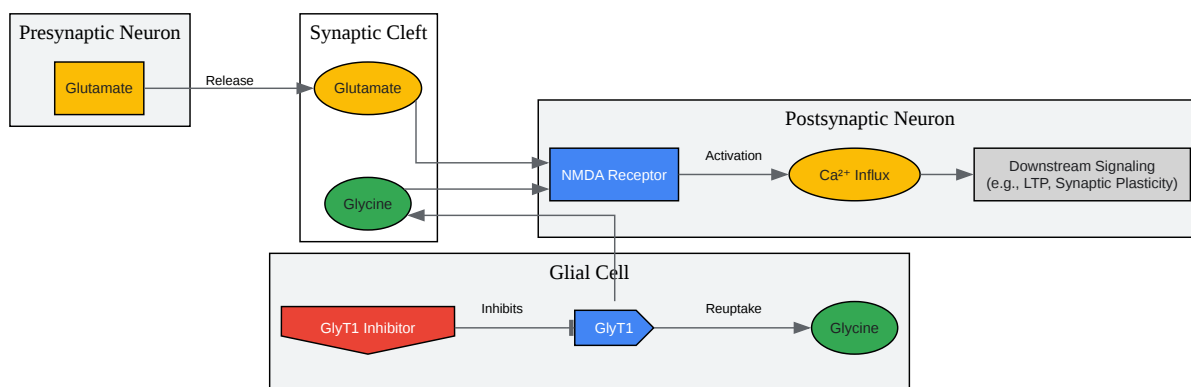 Presynaptic Neuron
Glutamate
Release
Synaptic Cleft
Glutamate
Glycine
Postsynaptic Neuron
NMDA Receptor
Activation
Ca²⁺ Influx
Downstream Signaling
(e.g., LTP, Synaptic Plasticity)
Glial Cell
GlyT1 Inhibitor
Inhibits
GlyT1
Reuptake
Glycine